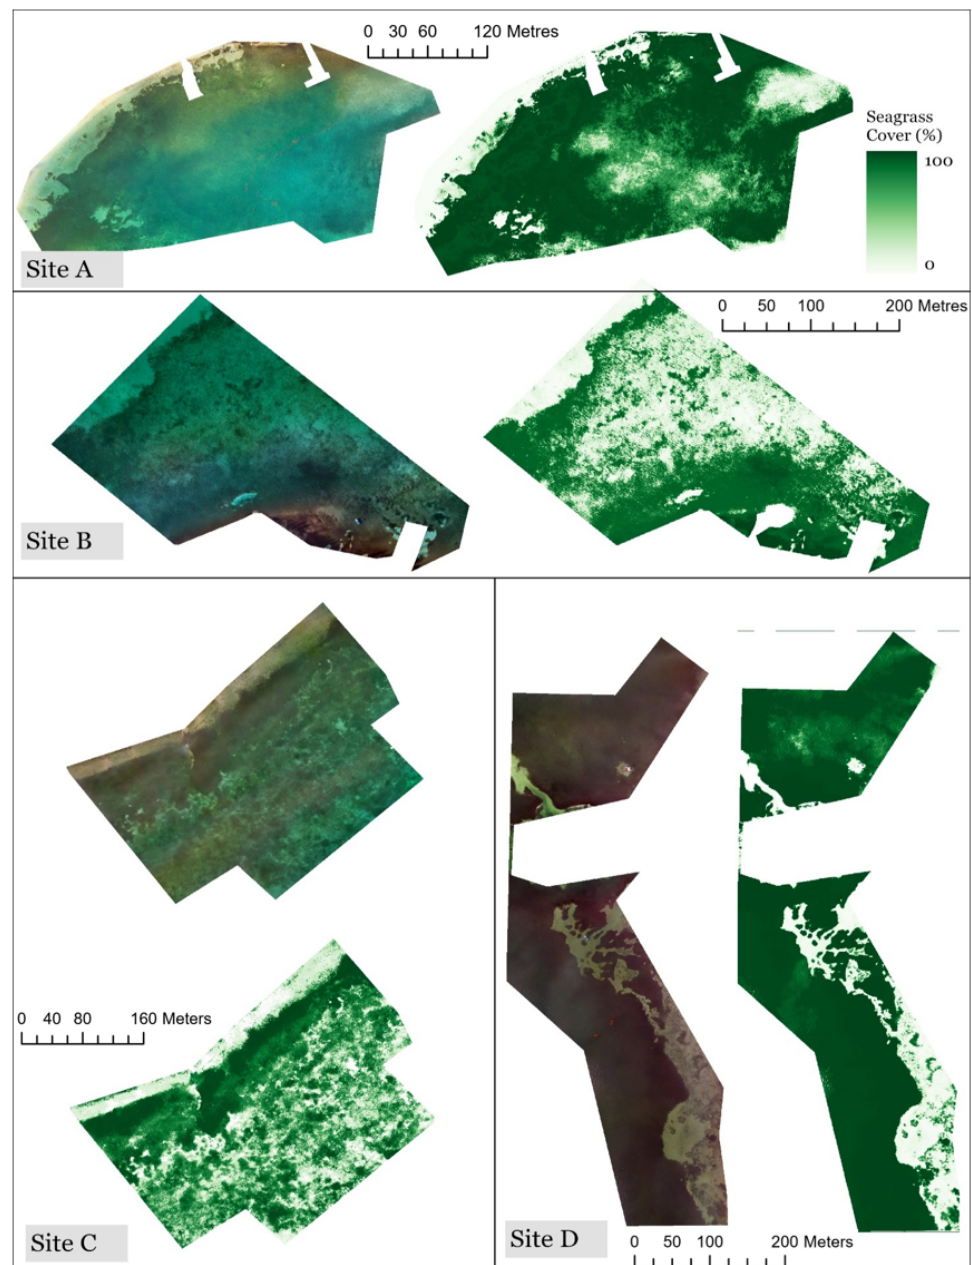 0 30 60 120 Metres
Seagrass
Cover (%)
100
0
Site A
0 50 100 200 Metres
Site B
0 40 80 160 Meters
Site C
Site D
0 50 100 200 Meters